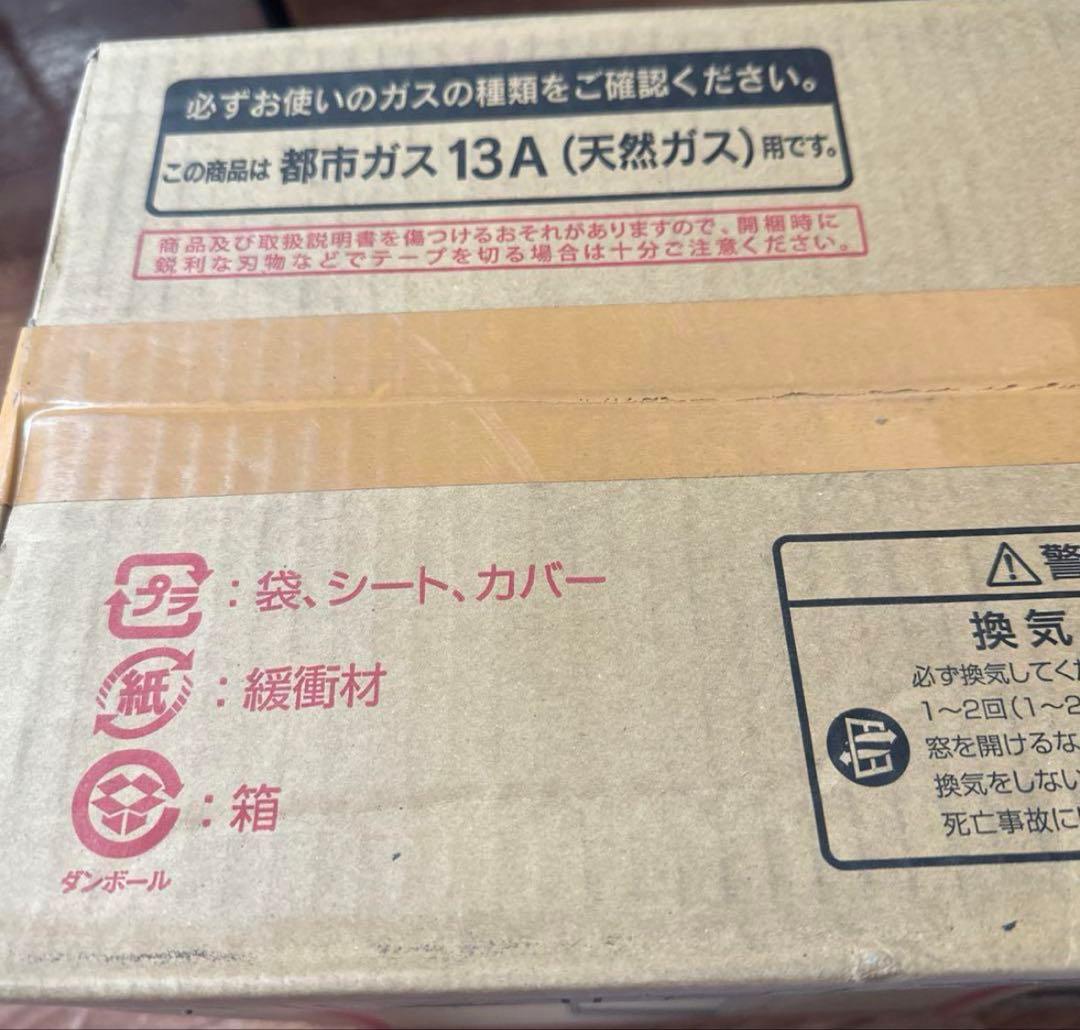 必ずお使いのガスの種類をご確認ください。
この商品は 都市ガス 13A (天然ガス) 用です。
商品及び取扱説明書を傷つけるおそれがありますので、開梱時に
鋭利な刃物などでテープを切る場合は十分ご注意ください。
プラ : 袋、シート、カバー
紙 : 緩衝材
: 箱
ダンボール
警
換気
必ず換気してくだ
1〜2回(1〜2
窓を開けるな
換気をしない
死亡事故に